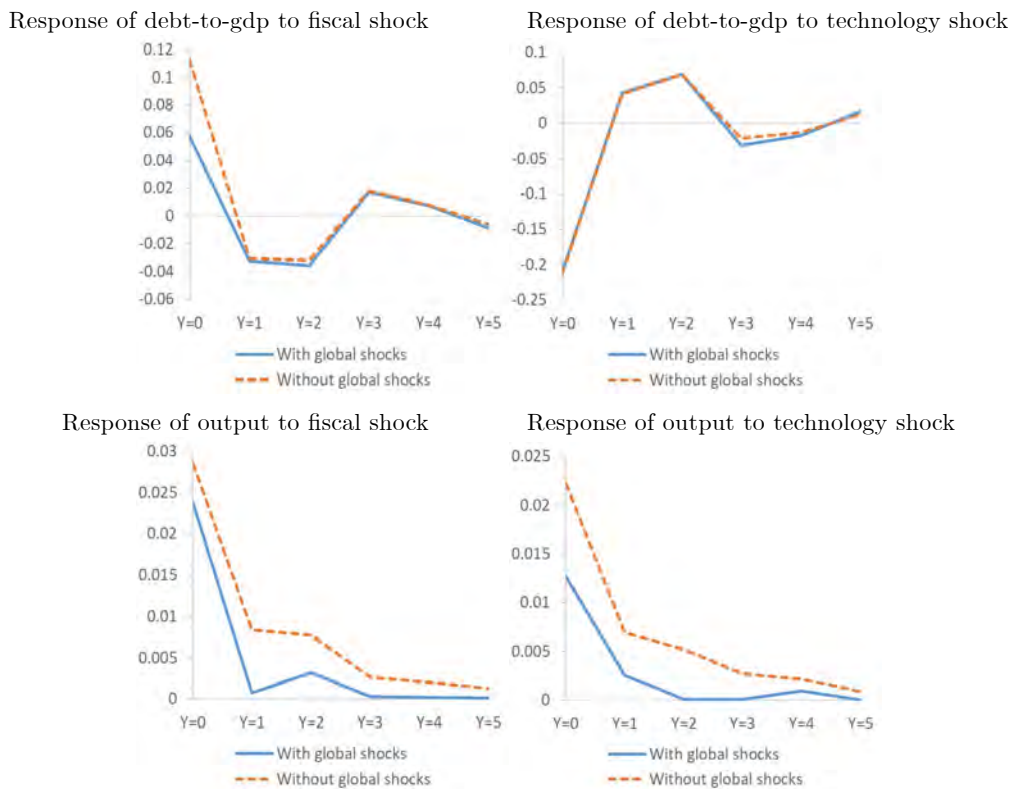 Response of debt-to-gdp to fiscal shock
0.12
0.1
0.08
0.06
0.04
0.02
0
-0.02
-0.04
-0.06
Y=0 Y=1 Y=2 Y=3 Y=4 Y=5
With global shocks
Without global shocks
Response of debt-to-gdp to technology shock
0.1
0.05
0
-0.05
-0.1
-0.15
-0.2
-0.25
Y=0 Y=1 Y=2 Y=3 Y=4 Y=5
With global shocks
Without global shocks
Response of output to fiscal shock
0.03
0.025
0.02
0.015
0.01
0.005
0
Y=0 Y=1 Y=2 Y=3 Y=4 Y=5
With global shocks
Without global shocks
Response of output to technology shock
0.025
0.02
0.015
0.01
0.005
0
Y=0 Y=1 Y=2 Y=3 Y=4 Y=5
With global shocks
Without global shocks